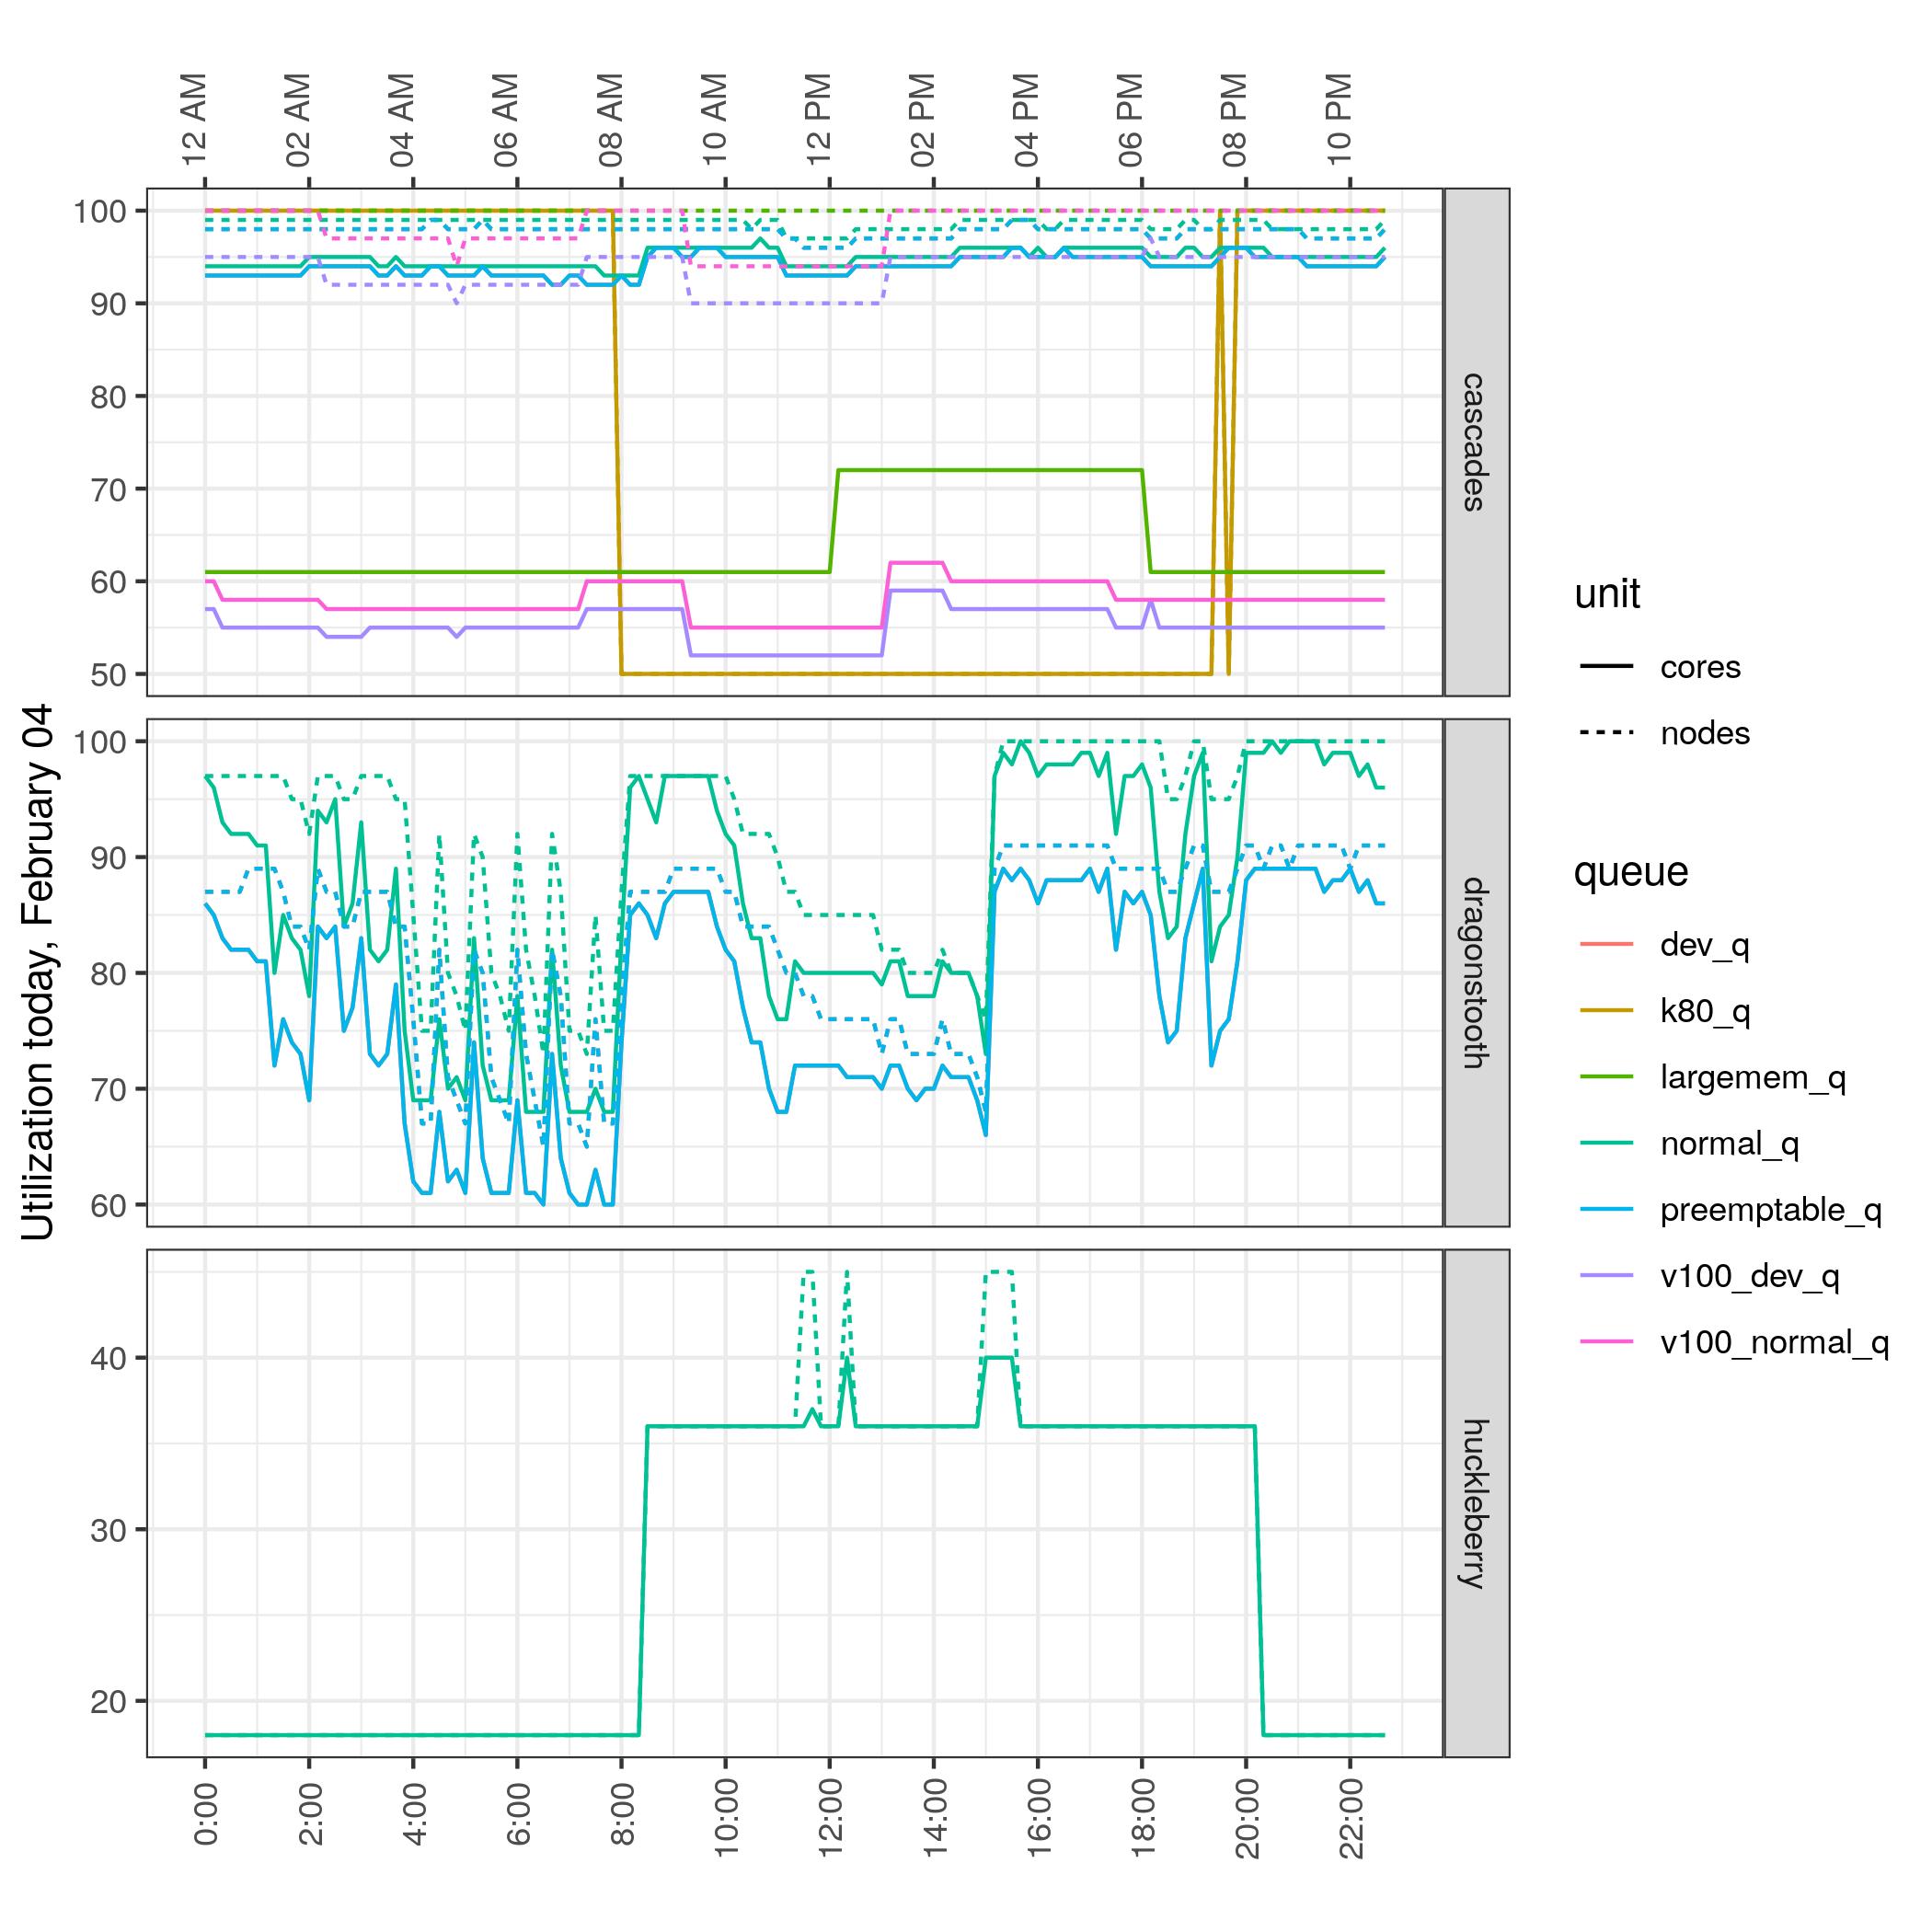 12 AM
02 AM
04 AM
06 AM
08 AM
10 AM
12 PM
02 PM
04 PM
06 PM
08 PM
10 PM
Utilization today, February 04
100
90
80
70
60
50
cascades
100
90
80
70
60
dragonstooth
40
30
20
huckleberry
0:00
2:00
4:00
6:00
8:00
10:00
12:00
14:00
16:00
18:00
20:00
22:00
unit
cores
nodes
queue
dev_q
k80_q
largemem_q
normal_q
preemptable_q
v100_dev_q
v100_normal_q